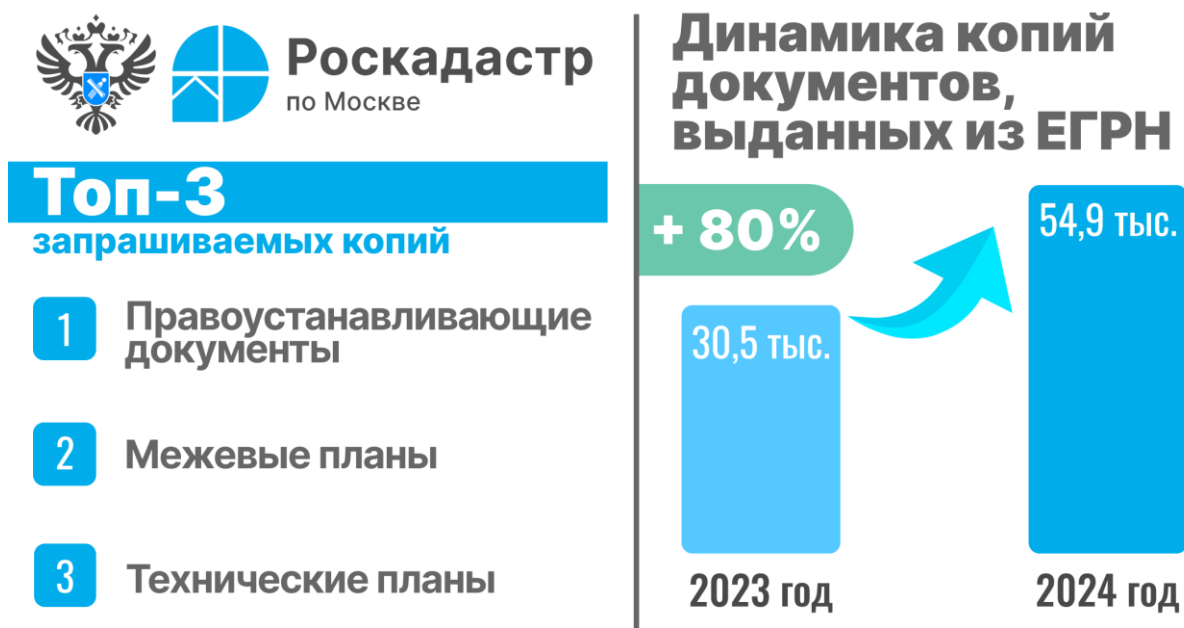 Роскадастр
по Москве
Топ-3
запрашиваемых копий
1
Правоустанавливающие
документы
2
Межевые планы
3
Технические планы
Динамика копий
документов,
выданных из ЕГРН
+ 80%
54,9 тыс.
30,5 тыс.
2023 год
2024 год